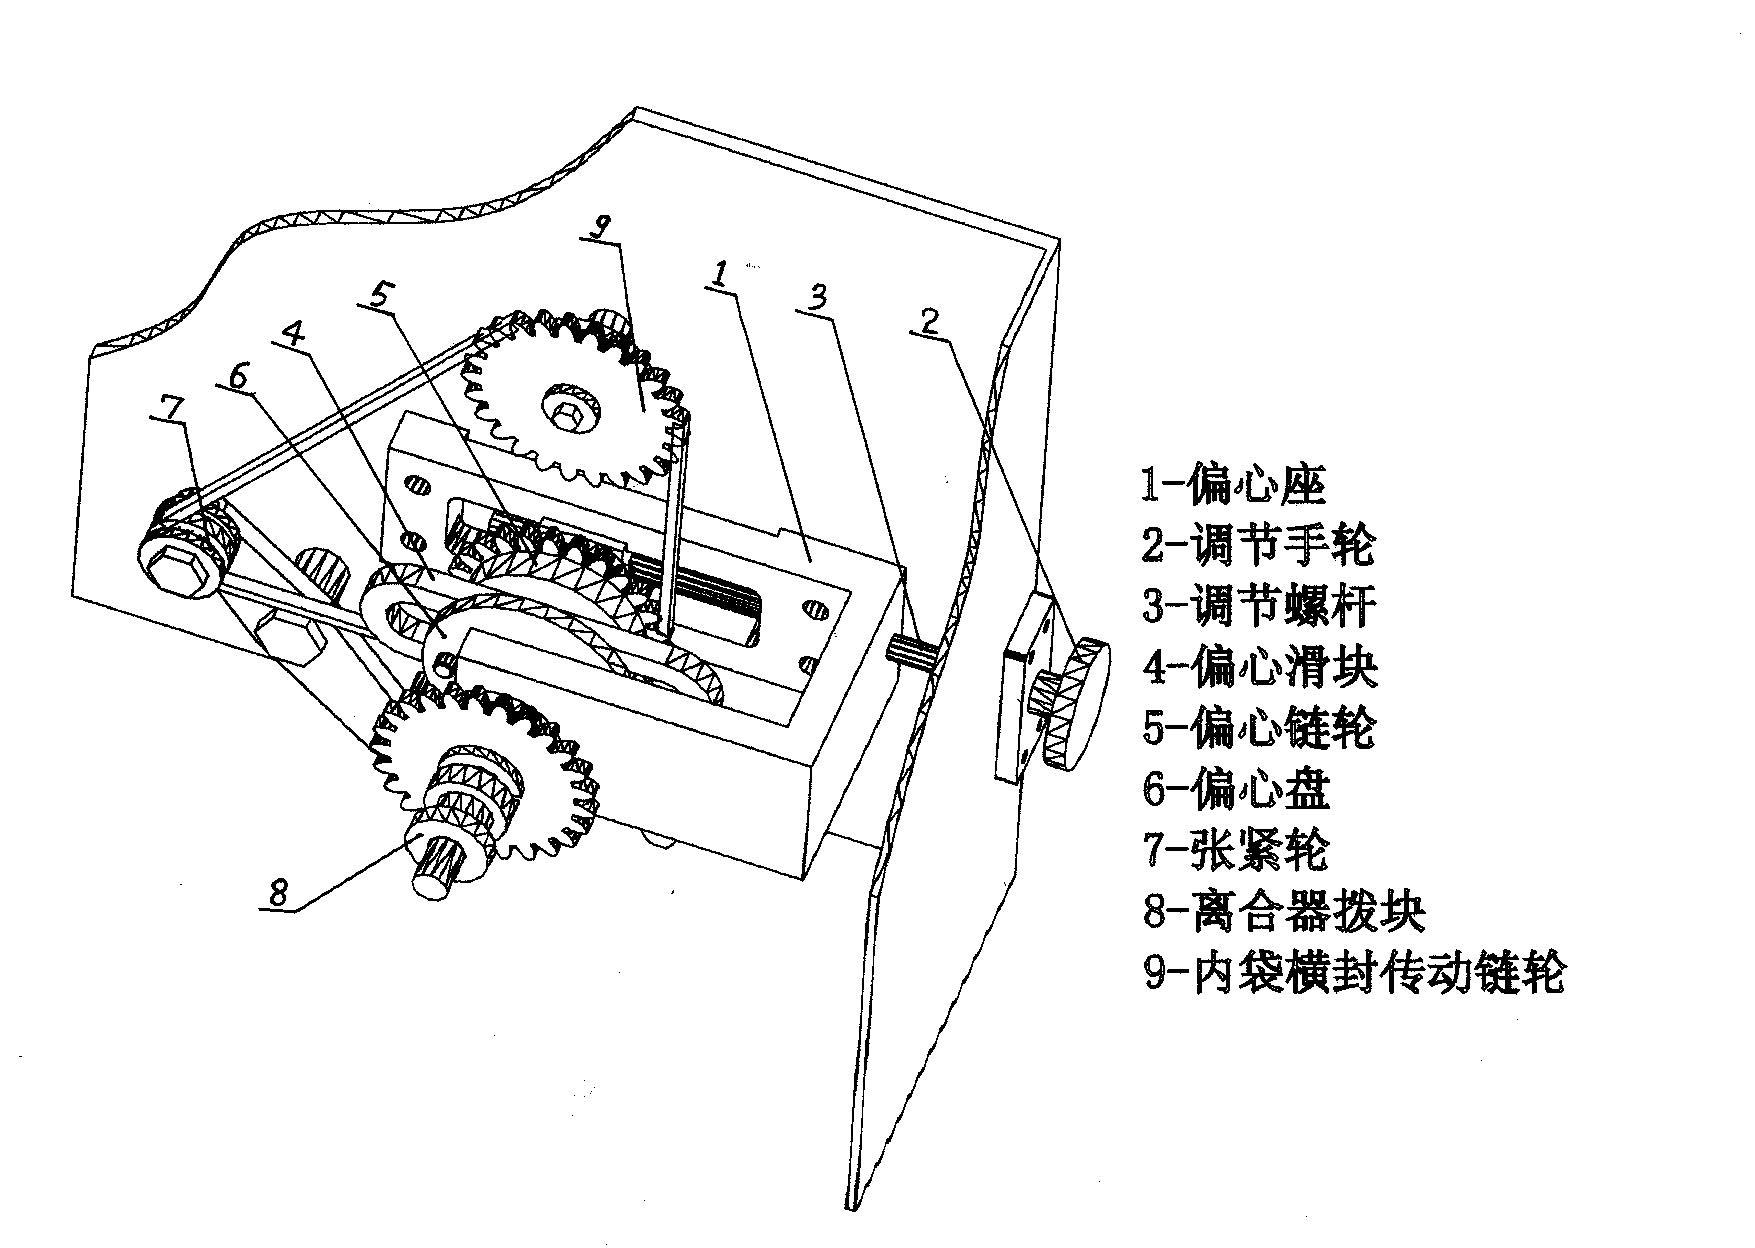 9
1
5
3
2
4
6
7
8
1-偏心座
2-调节手轮
3-调节螺杆
4-偏心滑块
5-偏心链轮
6-偏心盘
7-张紧轮
8-离合器拨块
9-内袋横封传动链轮